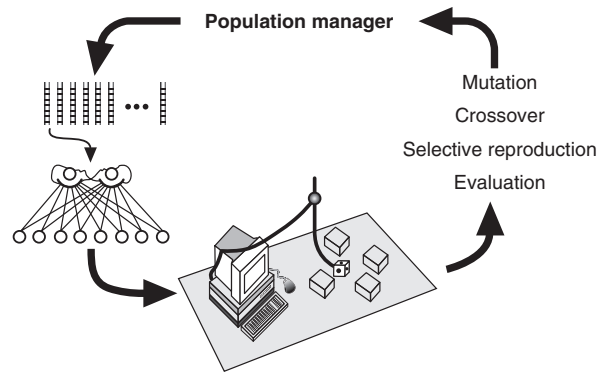 Population manager
Mutation
Crossover
Selective reproduction
Evaluation